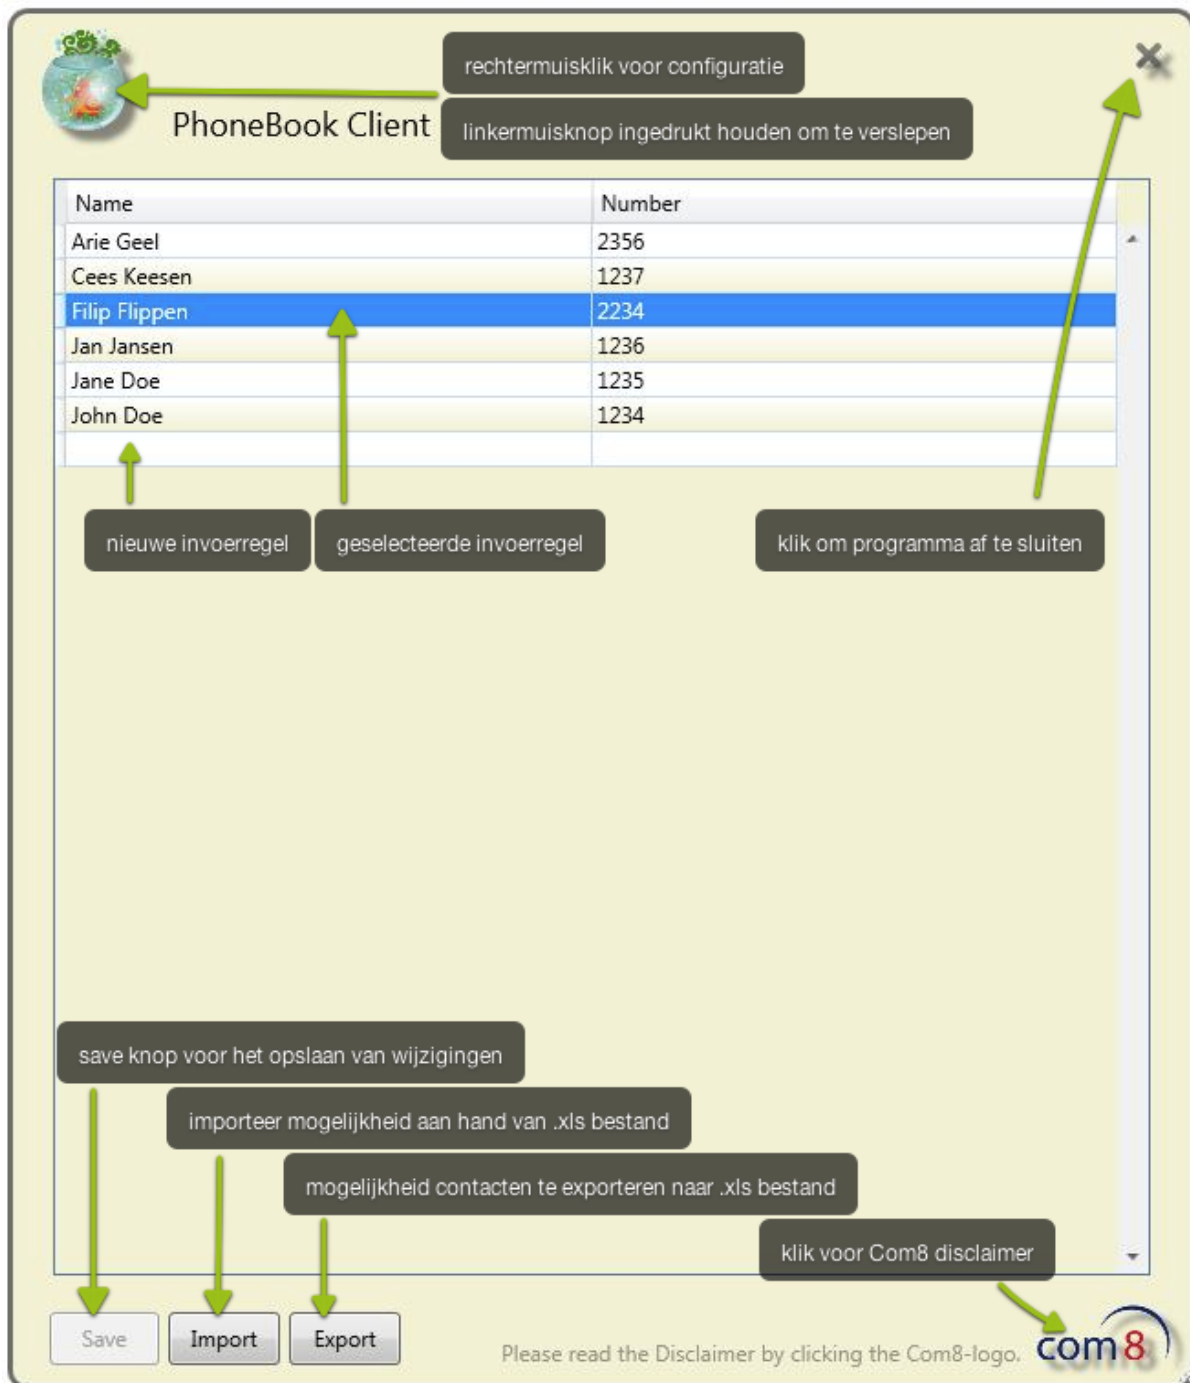 rechtermuisklik voor configuratie
PhoneBook Client
linkermuisknop ingedrukt houden om te verslepen
Name Number
Arie Geel 2356
Cees Keesen 1237
Filip Flippen 2234
Jan Jansen 1236
Jane Doe 1235
John Doe 1234
nieuwe invoerregel geselecteerde invoerregel klik om programma af te sluiten
save knop voor het opslaan van wijzigingen
importeer mogelijkheid aan hand van .xls bestand
mogelijkheid contacten te exporteren naar .xls bestand
klik voor Com8 disclaimer
Save Import Export
Please read the Disclaimer by clicking the Com8-logo. com8